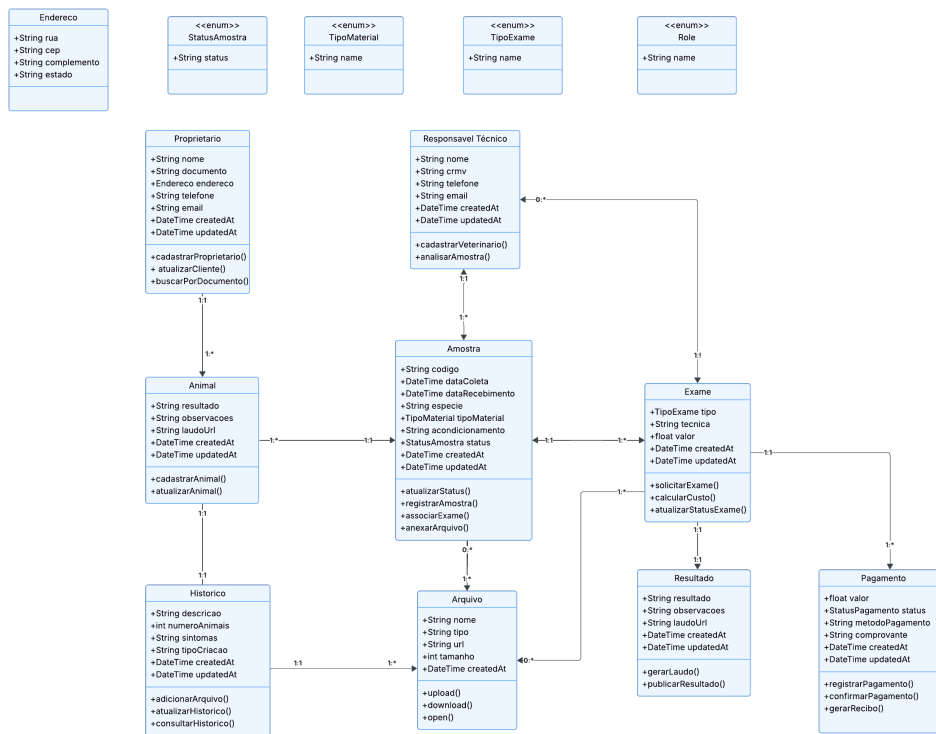 Endereco
+String rua
+String cep
+String complemento
+String estado
<<enum>>
StatusAmostra
+String status
<<enum>>
TipoMaterial
+String name
<<enum>>
TipoExame
+String name
<<enum>>
Role
+String name
Proprietario
+String nome
+String documento
+Endereco endereco
+String telefone
+String email
+DateTime createdAt
+DateTime updatedAt
+cadastrarProprietario()
+ atualizarCliente()
+buscarPorDocumento()
Responsavel Técnico
+String nome
+String crmv
+String telefone
+String email
+DateTime createdAt
+DateTime updatedAt
+cadastrarVeterinario()
+analisarAmostra()
0:*
1:1
1:*
1:1
1:*
1:!
Animal
+String resultado
+String observacoes
+String laudoUrl
+DateTime createdAt
+DateTime updatedAt
+cadastrarAnimal()
+atualizarAnimal()
1:*
1:1
Amostra
+String codigo
+DateTime dataColeta
+DateTime dataRecebimento
+String especie
+TipoMaterial tipoMaterial
+String acondicionamento
+StatusAmostra status
+DateTime createdAt
+DateTime updatedAt
+atualizarStatus()
+registrarAmostra()
+associarExame()
+anexarArquivo()
1:1
1:*
Exame
+TipoExame tipo
+String tecnica
+float valor
+DateTime createdAt
+DateTime updatedAt
+solicitarExame()
+calcularCusto()
+atualizarStatusExame()
1:1
1:*
1:*
1:1
1:1
1:1
1:1
0:*
1:*
Historico
+String descricao
+int numeroAnimais
+String sintomas
+String tipoCriacao
+DateTime createdAt
+DateTime updatedAt
+adicionarArquivo()
+atualizarHistorico()
+consultarHistorico()
1:1
1:*
Arquivo
+String nome
+String tipo
+String url
+int tamanho
+DateTime createdAt
+upload()
+download()
+open()
0:*
Resultado
+String resultado
+String observacoes
+String laudoUrl
+DateTime createdAt
+DateTime updatedAt
+gerarLaudo()
+publicarResultado()
Pagamento
+float valor
+StatusPagamento status
+String metodoPagamento
+String comprovante
+DateTime createdAt
+DateTime updatedAt
+registrarPagamento()
+confirmarPagamento()
+gerarRecibo()